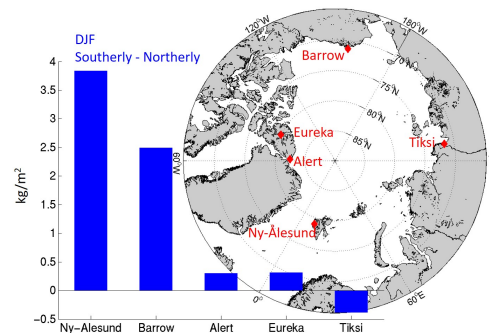 DJF
Southerly - Northerly
120°W
180°W
Barrow
70°N
75°N
80°N
85°N
Eureka
Alert
Tiksi
60°W
Ny-Alesund
0°
60°E
kg/m²
4
3.5
3
2.5
2
1.5
1
0.5
0
−0.5
Ny-Alesund
Barrow
Alert
Eureka
Tiksi